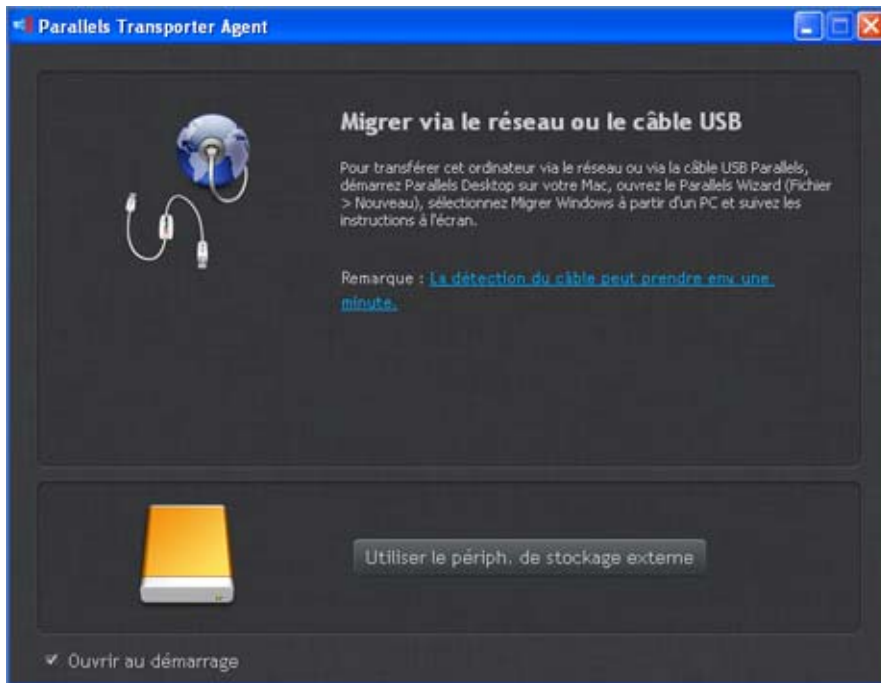 Parallels Transporter Agent
Migrer via le réseau ou le câble USB
Pour transférer cet ordinateur via le réseau ou via la câble USB Parallels,
démarrez Parallels Desktop sur votre Mac, ouvrez le Parallels Wizard (Fichier
> Nouveau), sélectionnez Migrer Windows à partir d'un PC et suivez les
instructions à l'écran.
Remarque : La détection du câble peut prendre env une
minute.
Utiliser le périph. de stockage externe
Ouvrir au démarrage